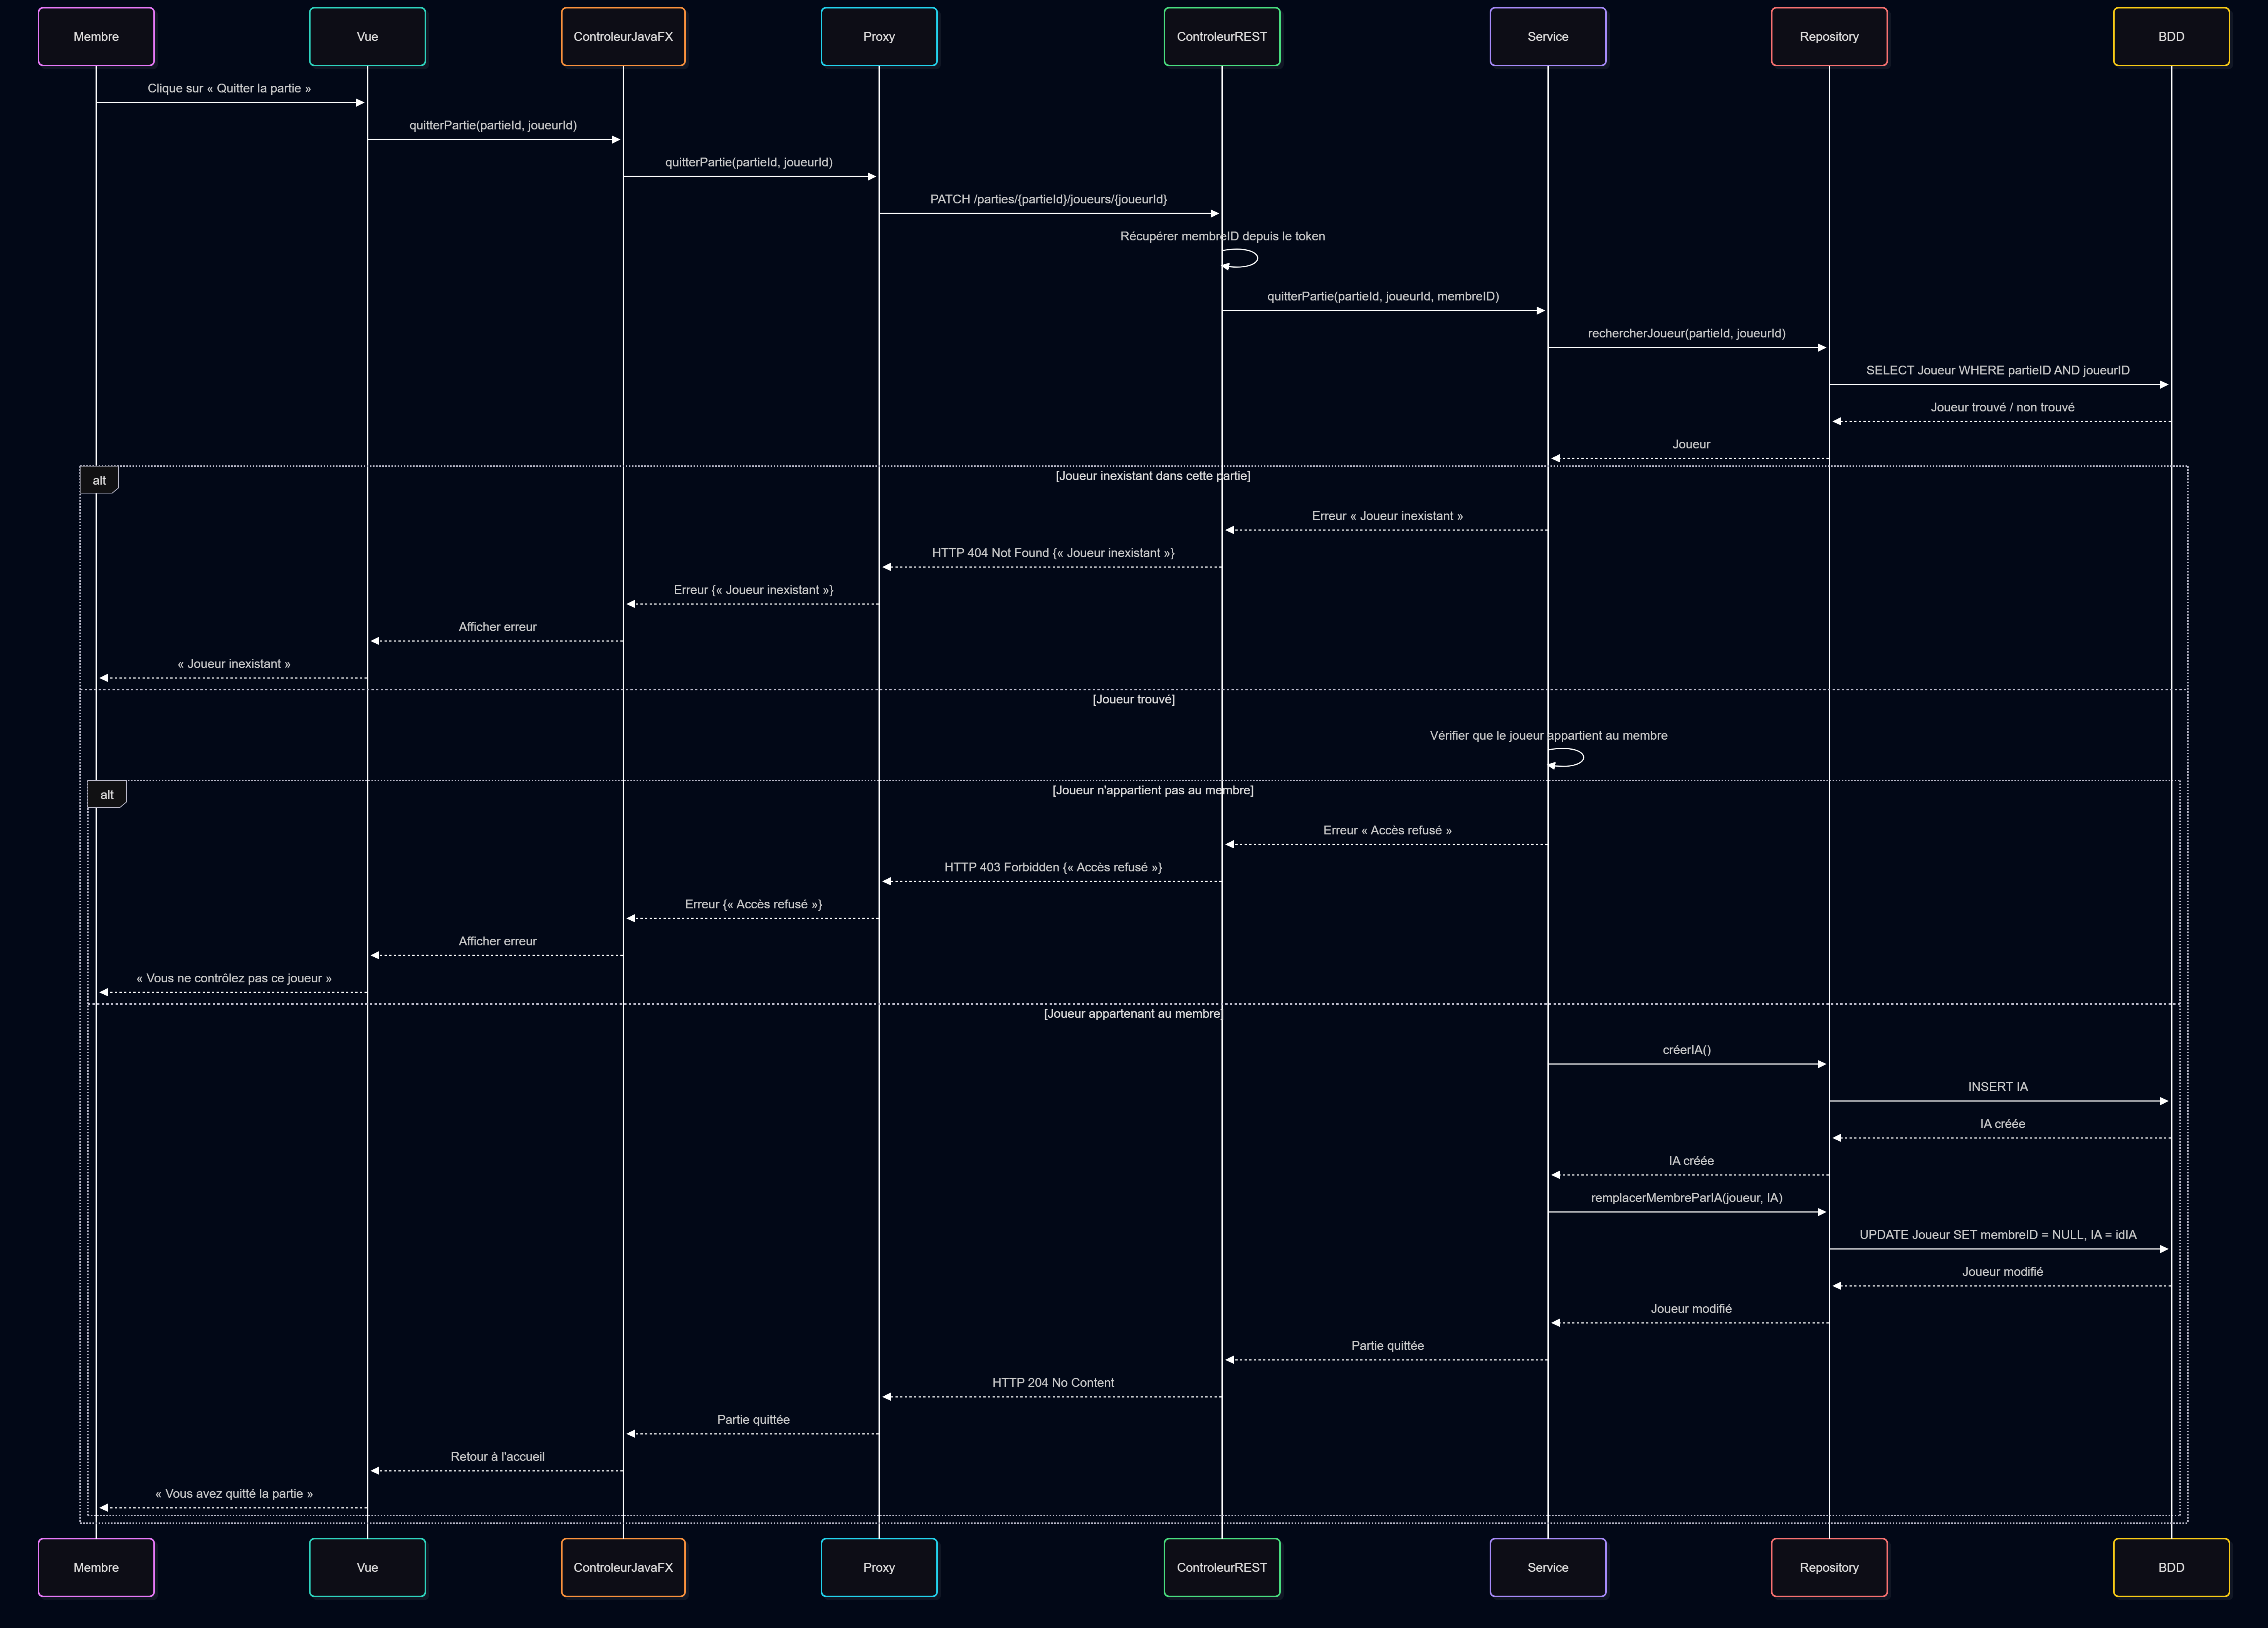 Membre
Vue
ControleurJavaFX
Proxy
ControleurREST
Service
Repository
BDD
Clique sur « Quitter la partie »
quitterPartie(partieId, joueurId)
quitterPartie(partieId, joueurId)
PATCH /parties/{partieId}/joueurs/{joueurId}
Récupérer membreID depuis le token
quitterPartie(partieId, joueurId, membreID)
rechercherJoueur(partieId, joueurId)
SELECT Joueur WHERE partieID AND joueurID
Joueur trouvé / non trouvé
Joueur
alt
[Joueur inexistant dans cette partie]
Erreur « Joueur inexistant »
HTTP 404 Not Found {« Joueur inexistant »}
Erreur {« Joueur inexistant »}
Afficher erreur
« Joueur inexistant »
[Joueur trouvé]
Vérifier que le joueur appartient au membre
alt
[Joueur n'appartient pas au membre]
Erreur « Accès refusé »
HTTP 403 Forbidden {« Accès refusé »}
Erreur {« Accès refusé »}
Afficher erreur
« Vous ne contrôlez pas ce joueur »
[Joueur appartenant au membre]
créerIA()
INSERT IA
IA créée
IA créée
remplacerMembreParIA(joueur, IA)
UPDATE Joueur SET membreID = NULL, IA = idIA
Joueur modifié
Joueur modifié
Partie quittée
HTTP 204 No Content
Partie quittée
Retour à l'accueil
« Vous avez quitté la partie »
Membre
Vue
ControleurJavaFX
Proxy
ControleurREST
Service
Repository
BDD